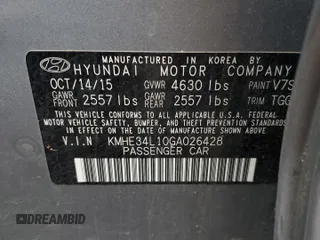 MANUFACTURED IN KOREA BY
HYUNDAI MOTOR COMPANY
OCT/14/15 GVWR 4630 lbs PAINT V7S
GAWR FRONT 2557 lbs GAWR REAR 2557 lbs TRIM TGG
THIS VEHICLE CONFORMS TO ALL APPLICABLE U.S.A. FEDERAL
MOTOR VEHICLE SAFETY, BUMPER, AND THEFT PREVENTION
STANDARDS IN EFFECT ON THE DATE OF MANUFACTURE SHOWN ABOVE.
V.I.N KMHE34L10GA026428
PASSENGER CAR